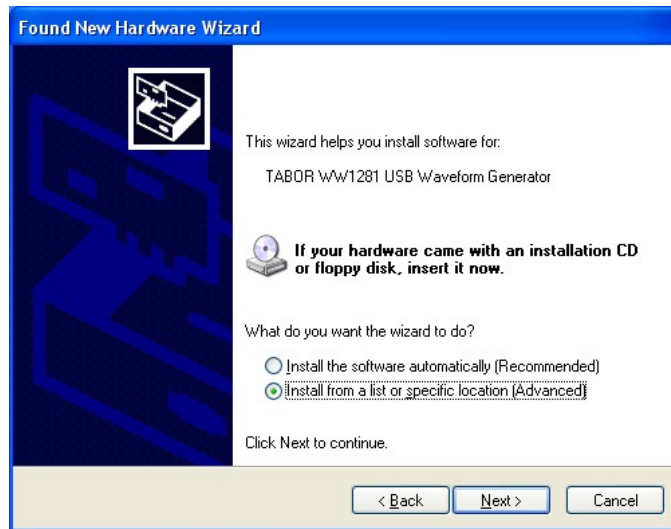 Found New Hardware Wizard
This wizard helps you install software for:
TABOR WW1281 USB Waveform Generator
If your hardware came with an installation CD
or floppy disk, insert it now.
What do you want the wizard to do?
Install the software automatically (Recommended)
Install from a list or specific location (Advanced)
Click Next to continue.
< Back
Next >
Cancel